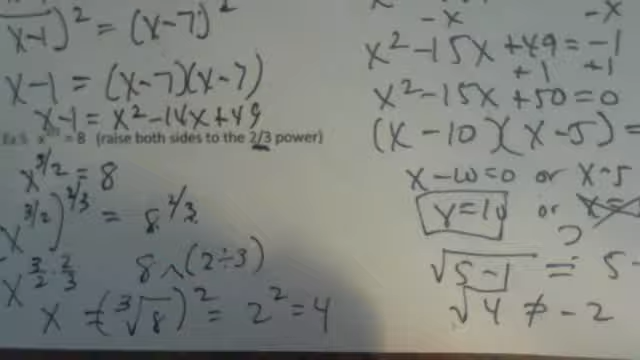 x-1)² = (x-7)²
x-1 = (x-7)(x-7)
x-1 = x²-14x+49
Ex 5 x = 8 (raise both sides to the 2/3 power)
x^3/2 = 8
x^3/2)^2/3 = 8^2/3
x^3/2·2/3 8^(2÷3)
x = (³√8)² = 2² = 4
-x -x
x²-15x+49 = -1
+1 +1
x²-15x+50=0
(x-10)(x-5)=
x-10=0 or x-5
x=10 or x=
√5-1 ?= 5-
√4 ≠ -2